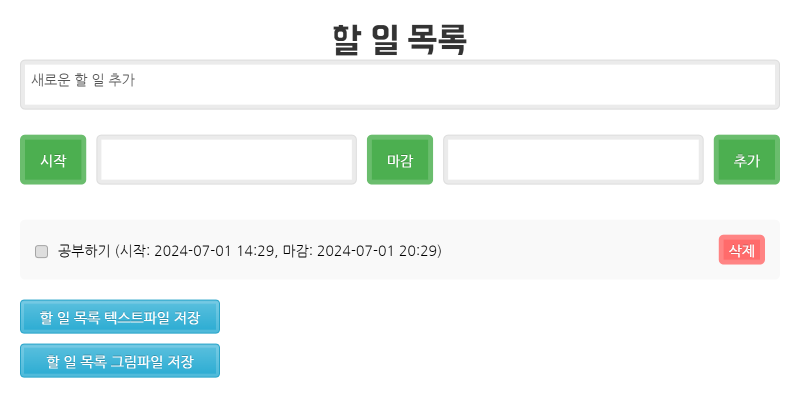 할 일 목록
새로운 할 일 추가
시작 마감 추가
공부하기 (시작: 2024-07-01 14:29, 마감: 2024-07-01 20:29) 삭제
할 일 목록 텍스트파일 저장
할 일 목록 그림파일 저장